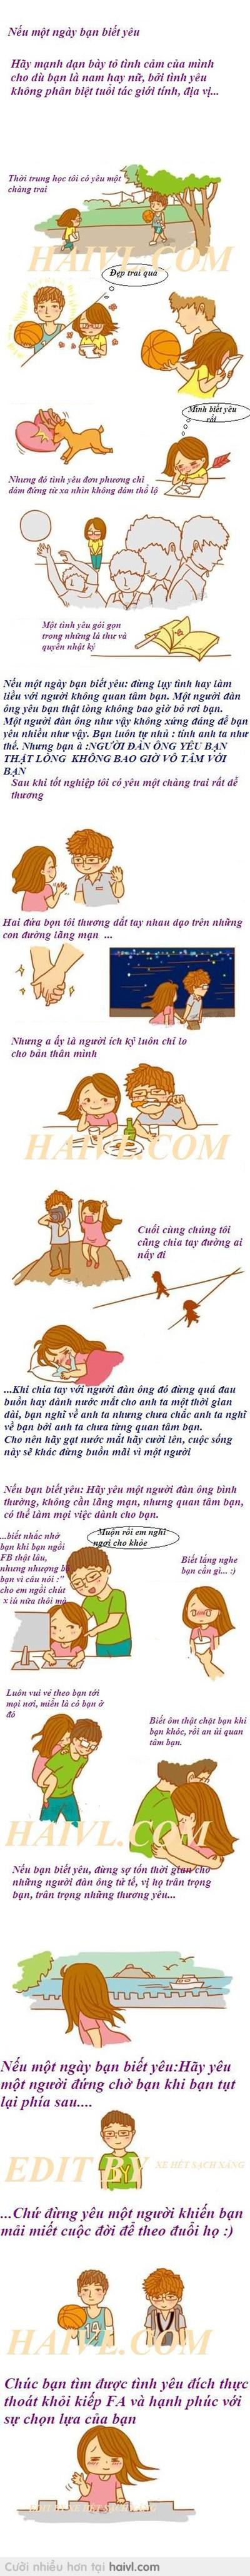 Nếu một ngày bạn biết yêu
Hãy mạnh dạn bày tỏ tình cảm của mình
cho dù bạn là nam hay nữ, bởi tình yêu
không phân biệt tuổi tác giới tính, địa vị...
Thời trung học tôi có yêu một
chàng trai
HAIVL.COM
Đẹp trai quá
Mình biết yêu
rồi
Nhưng đó tình yêu đơn phương chỉ
dám đứng từ xa nhìn không dám thổ lộ
Một tình yêu gói gọn
trong những lá thư và
quyển nhật ký
Nếu một ngày bạn biết yêu: đừng lụy tình hay làm
liều với người không quan tâm bạn. Một người đàn
ông yêu bạn thật lòng không bao giờ bỏ rơi bạn.
Một người đàn ông như vậy không xứng đáng để bạn
yêu nhiều như vậy. Bạn luôn tự nhủ : tính anh ta như
thế. Nhưng bạn à :NGƯỜI ĐÀN ÔNG YÊU BẠN
THẬT LÒNG KHÔNG BAO GIỜ VÔ TÂM VỚI
BẠN
Sau khi tốt nghiệp tôi có yêu một chàng trai rất dễ
thương
Hai đứa bọn tôi thương dắt tay nhau dạo trên những
con đường lãng mạn ...
Nhưng a ấy là người ích kỷ luôn chỉ lo
cho bản thân mình
HAIVL.COM
Cuối cùng chúng tôi
cũng chia tay đường ai
nấy đi
...Khi chia tay với người đàn ông đó đừng quá đau
buồn hay dành nước mắt cho anh ta một thời gian
dài, bạn nghĩ về anh ta nhưng chưa chắc anh ta nghĩ
về bạn bởi anh ta chưa từng quan tâm bạn.
Cho nên hãy gạt nước mắt hãy cười lên, cuộc sống
này sẽ khác đừng buồn mãi vì một người
Nếu bạn biết yêu: Hãy yêu một người đàn ông bình
thường, không cần lãng mạn, nhưng quan tâm bạn,
có thể làm mọi việc dành cho bạn.
...biết nhắc nhở
bạn khi bạn ngồi
FB thật lâu,
nhưng nhượng b
bạn vì câu nói :"
cho em ngồi chút
x iú nữa thôi mà
Muộn rồi em nghỉ
ngơi cho khỏe
Biết lắng nghe
bạn cần gì... :)
Luôn vui vẻ theo bạn tới
mọi nơi, miễn là có bạn ở
đó
Biết ôm thật chặt bạn khi
bạn khóc, rồi an ủi quan
tâm bạn.
HAIVL.COM
Nếu bạn biết yêu, đừng sợ tốn thời gian cho
những người đàn ông tử tế, vì họ trân trọng
bạn, trân trọng những thương yêu...
Nếu một ngày bạn biết yêu:Hãy yêu
một người đứng chờ bạn khi bạn tụt
lại phía sau....
EDIT BY XE HẾT SẠCH XĂNG
...Chứ đừng yêu một người khiến bạn
mải miết cuộc đời để theo đuổi họ :)
HAIVL.COM
Chúc bạn tìm được tình yêu đích thực
thoát khỏi kiếp FA và hạnh phúc với
sự chọn lựa của bạn
Cười nhiều hơn tại haivl.com